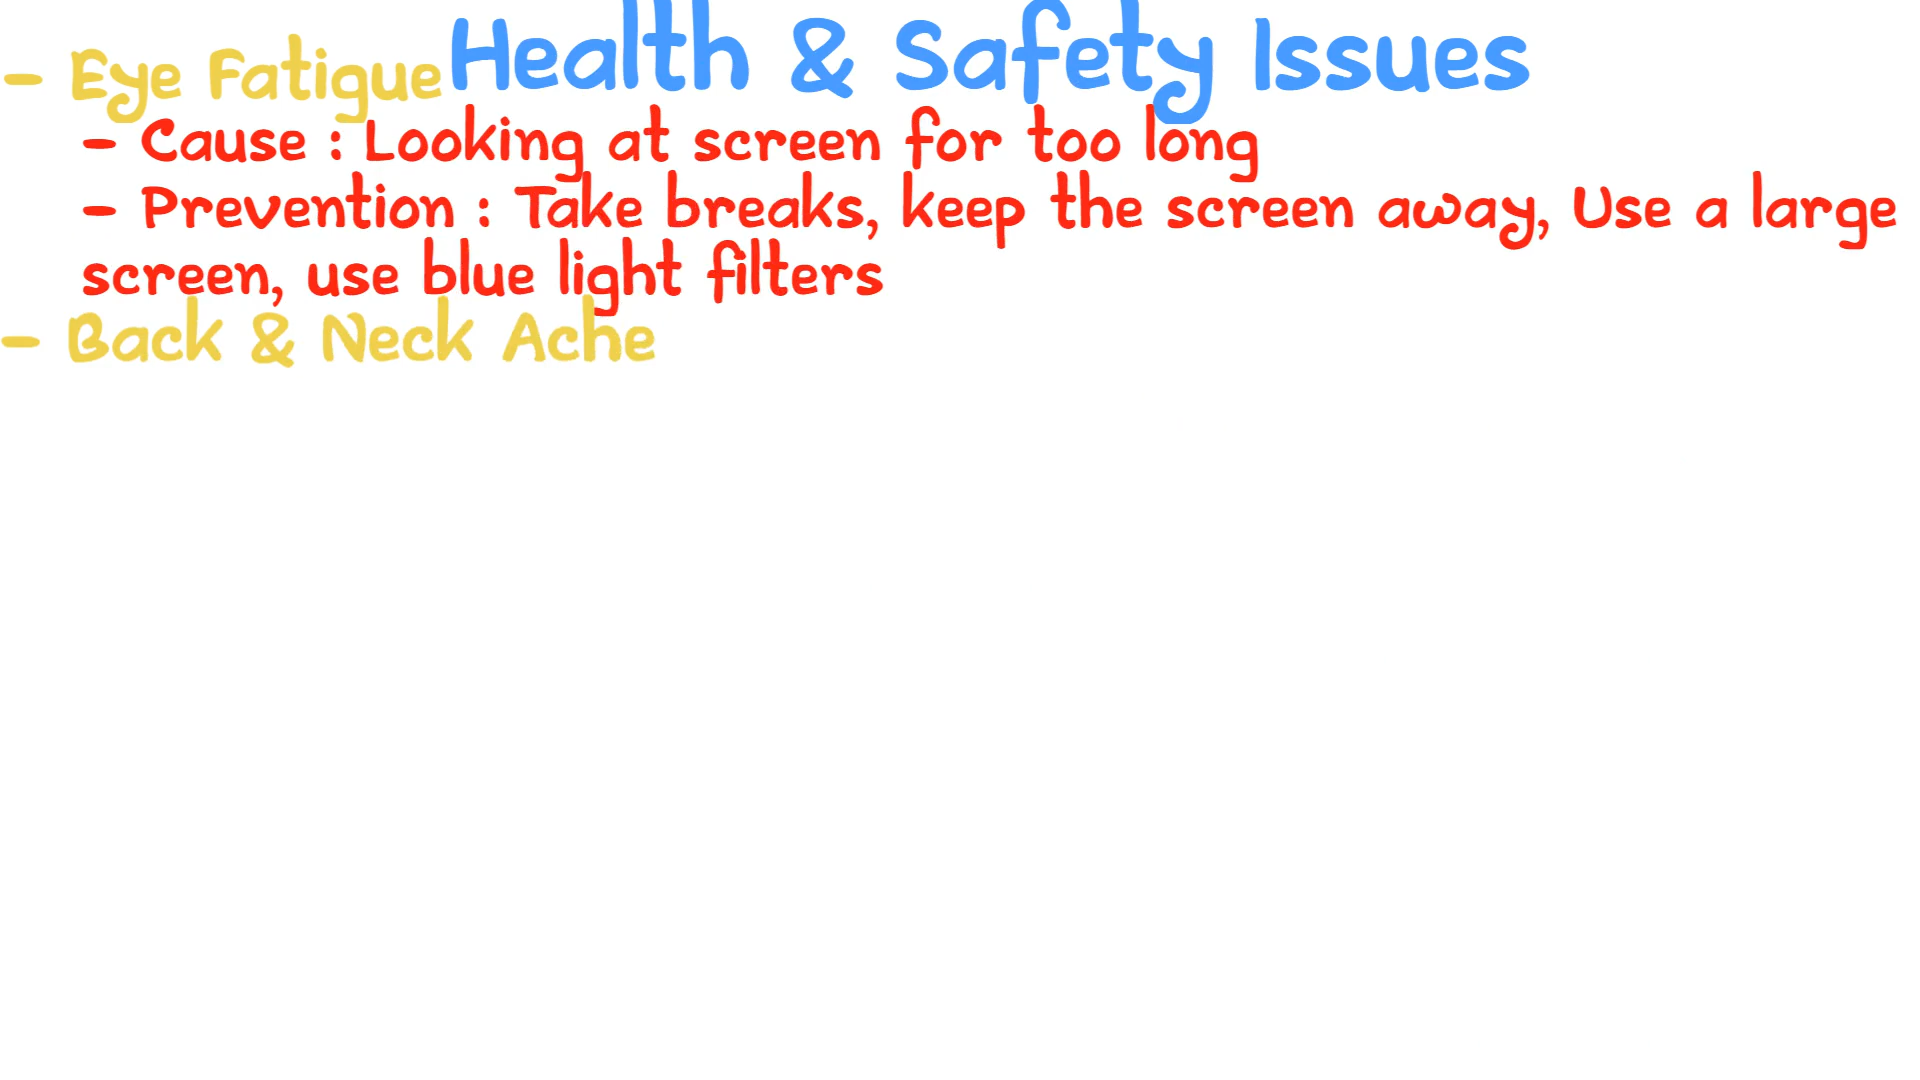 Health & Safety Issues
- Eye Fatigue
- Cause : Looking at screen for too long
- Prevention : Take breaks, keep the screen away, Use a large
screen, use blue light filters
- Back & Neck Ache